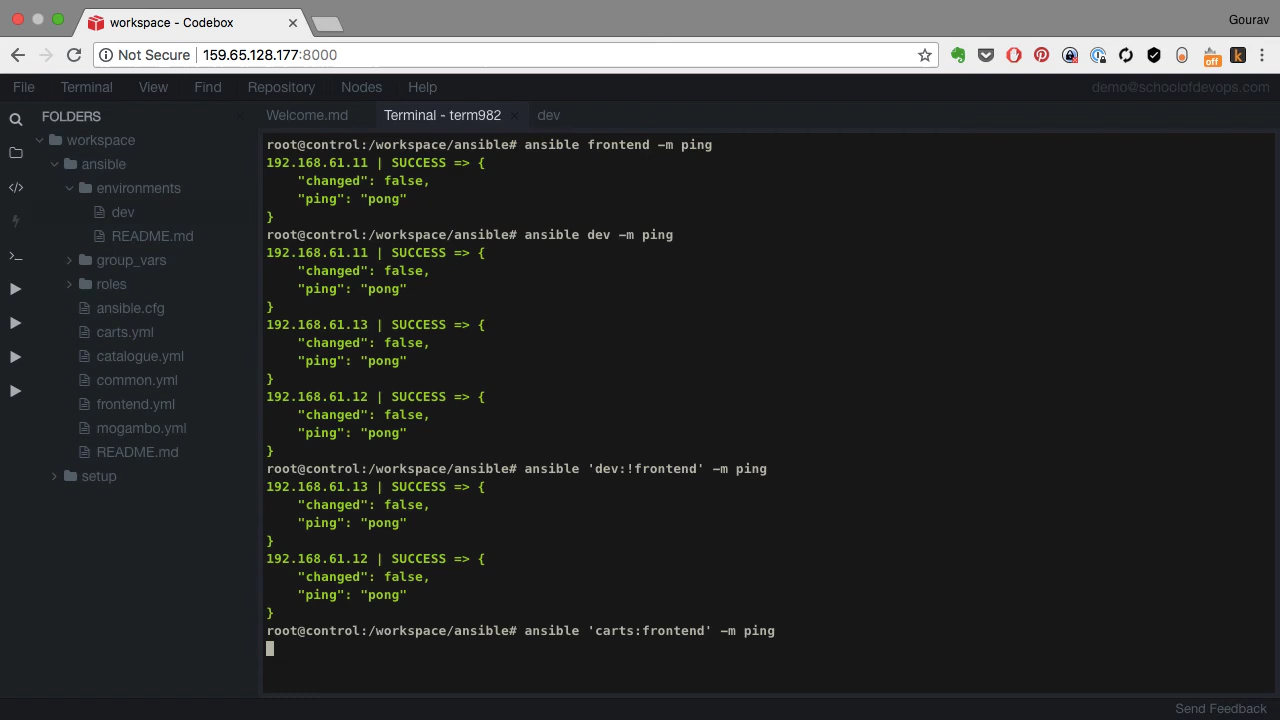 workspace - Codebox
Gourav
Not Secure | 159.65.128.177:8000
off
k
File Terminal View Find Repository Nodes Help
demo@schoolofdevops.com
FOLDERS
workspace
ansible
environments
dev
README.md
group_vars
roles
ansible.cfg
carts.yml
catalogue.yml
common.yml
frontend.yml
mogambo.yml
README.md
setup
Welcome.md Terminal - term982 dev
root@control:/workspace/ansible# ansible frontend -m ping
192.168.61.11 | SUCCESS => {
"changed": false,
"ping": "pong"
}
root@control:/workspace/ansible# ansible dev -m ping
192.168.61.11 | SUCCESS => {
"changed": false,
"ping": "pong"
}
192.168.61.13 | SUCCESS => {
"changed": false,
"ping": "pong"
}
192.168.61.12 | SUCCESS => {
"changed": false,
"ping": "pong"
}
root@control:/workspace/ansible# ansible 'dev:!frontend' -m ping
192.168.61.13 | SUCCESS => {
"changed": false,
"ping": "pong"
}
192.168.61.12 | SUCCESS => {
"changed": false,
"ping": "pong"
}
root@control:/workspace/ansible# ansible 'carts:frontend' -m ping
Send Feedback